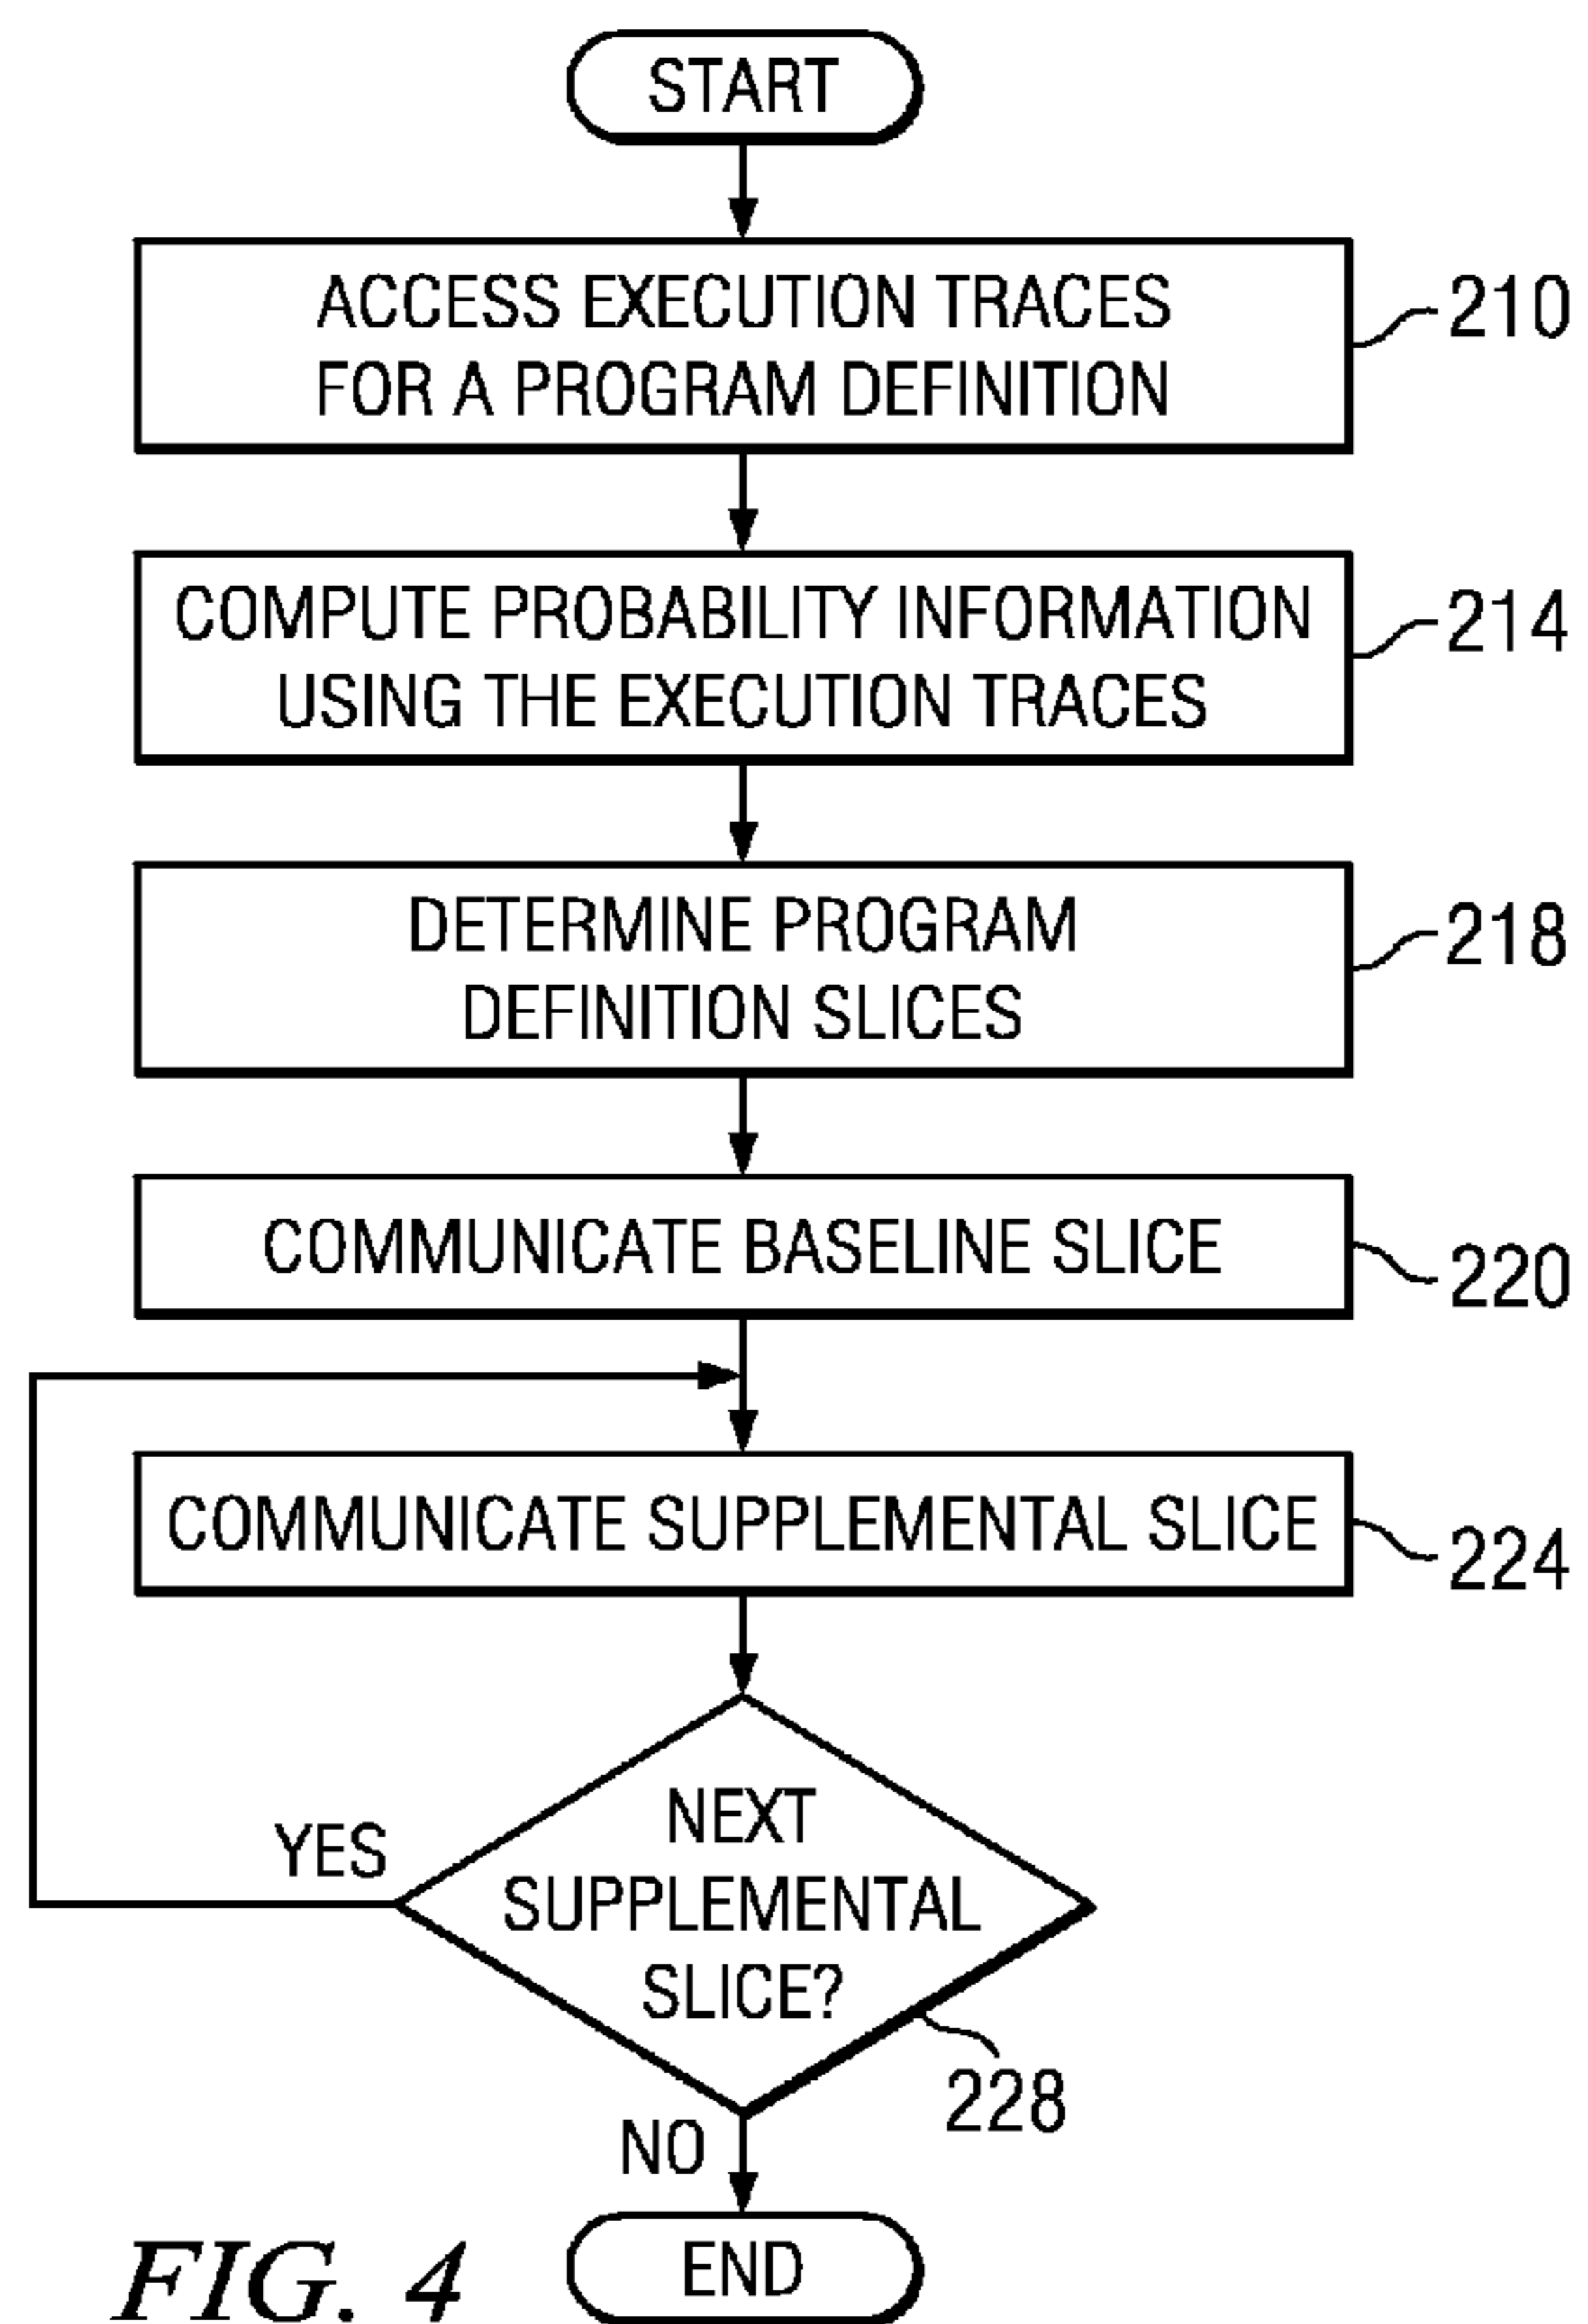 START
ACCESS EXECUTION TRACES
FOR A PROGRAM DEFINITION
210
COMPUTE PROBABILITY INFORMATION
USING THE EXECUTION TRACES
214
DETERMINE PROGRAM
DEFINITION SLICES
218
COMMUNICATE BASELINE SLICE
220
COMMUNICATE SUPPLEMENTAL SLICE
224
NEXT
SUPPLEMENTAL
SLICE?
YES
228
NO
END
FIG. 4